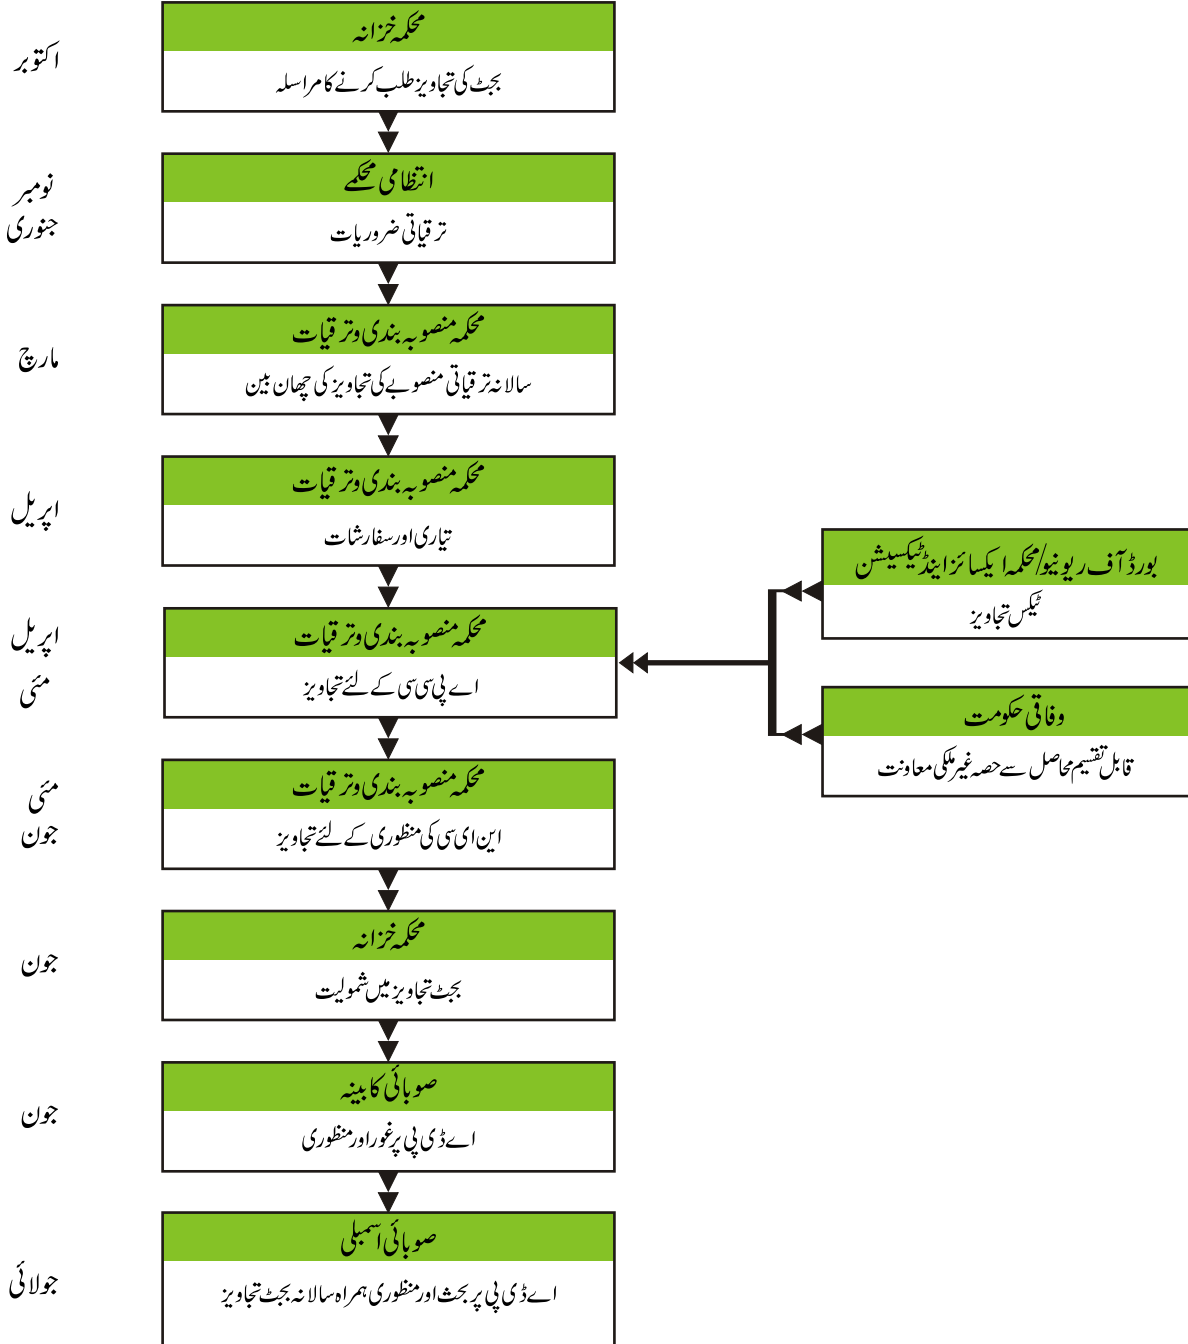 اکتوبر
محکمہ خزانہ
بجٹ کی تجاویز طلب کرنے کا مراسلہ
نومبر
جنوری
انتظامی محکمے
ترقیاتی ضروریات
مارچ
محکمہ منصوبہ بندی و ترقیات
سالانہ ترقیاتی منصوبے کی تجاویز کی چھان بین
اپریل
محکمہ منصوبہ بندی و ترقیات
تیاری اور سفارشات
اپریل
مئی
محکمہ منصوبہ بندی و ترقیات
اے پی سی سی کے لئے تجاویز
بورڈ آف ریونیو/محکمہ ایکسائز اینڈ ٹیکسیشن
ٹیکس تجاویز
وفاقی حکومت
قابل تقسیم محاصل سے حصہ غیر ملکی معاونت
مئی
جون
محکمہ منصوبہ بندی و ترقیات
این ای سی کی منظوری کے لئے تجاویز
جون
محکمہ خزانہ
بجٹ تجاویز میں شمولیت
جون
صوبائی کابینہ
اے ڈی پی پر غور اور منظوری
جولائی
صوبائی اسمبلی
اے ڈی پی پر بحث اور منظوری ہمراہ سالانہ بجٹ تجاویز